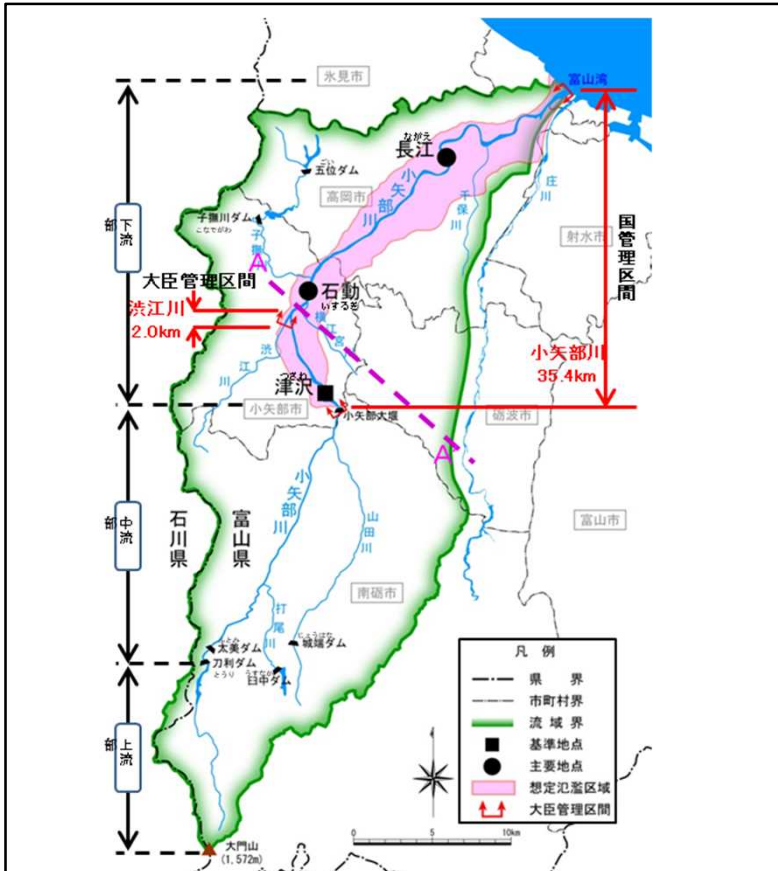 氷見市
富山湾
ながえ
長江
小矢部川
五位ダム
ごい
高岡市
子撫川ダム
こなでがわ
子撫川
千保川
庄川
射水市
国管理区間
下流部
A
大臣管理区間
渋江川
2.0km
石動
いするぎ
横江宮川
渋江川
小矢部川
35.4km
つざわ
津沢
小矢部市
小矢部大堰
砺波市
A
中流部
石川県
富山県
小矢部川
山田川
富山市
南砺市
打尾川
じょうはな
城端ダム
太美ダム
刀利ダム
とうり
うすなか
臼中ダム
上流部
大門山
(1,572m)
凡例
県界
市町村界
流域界
基準地点
主要地点
想定氾濫区域
大臣管理区間
0
5
10km